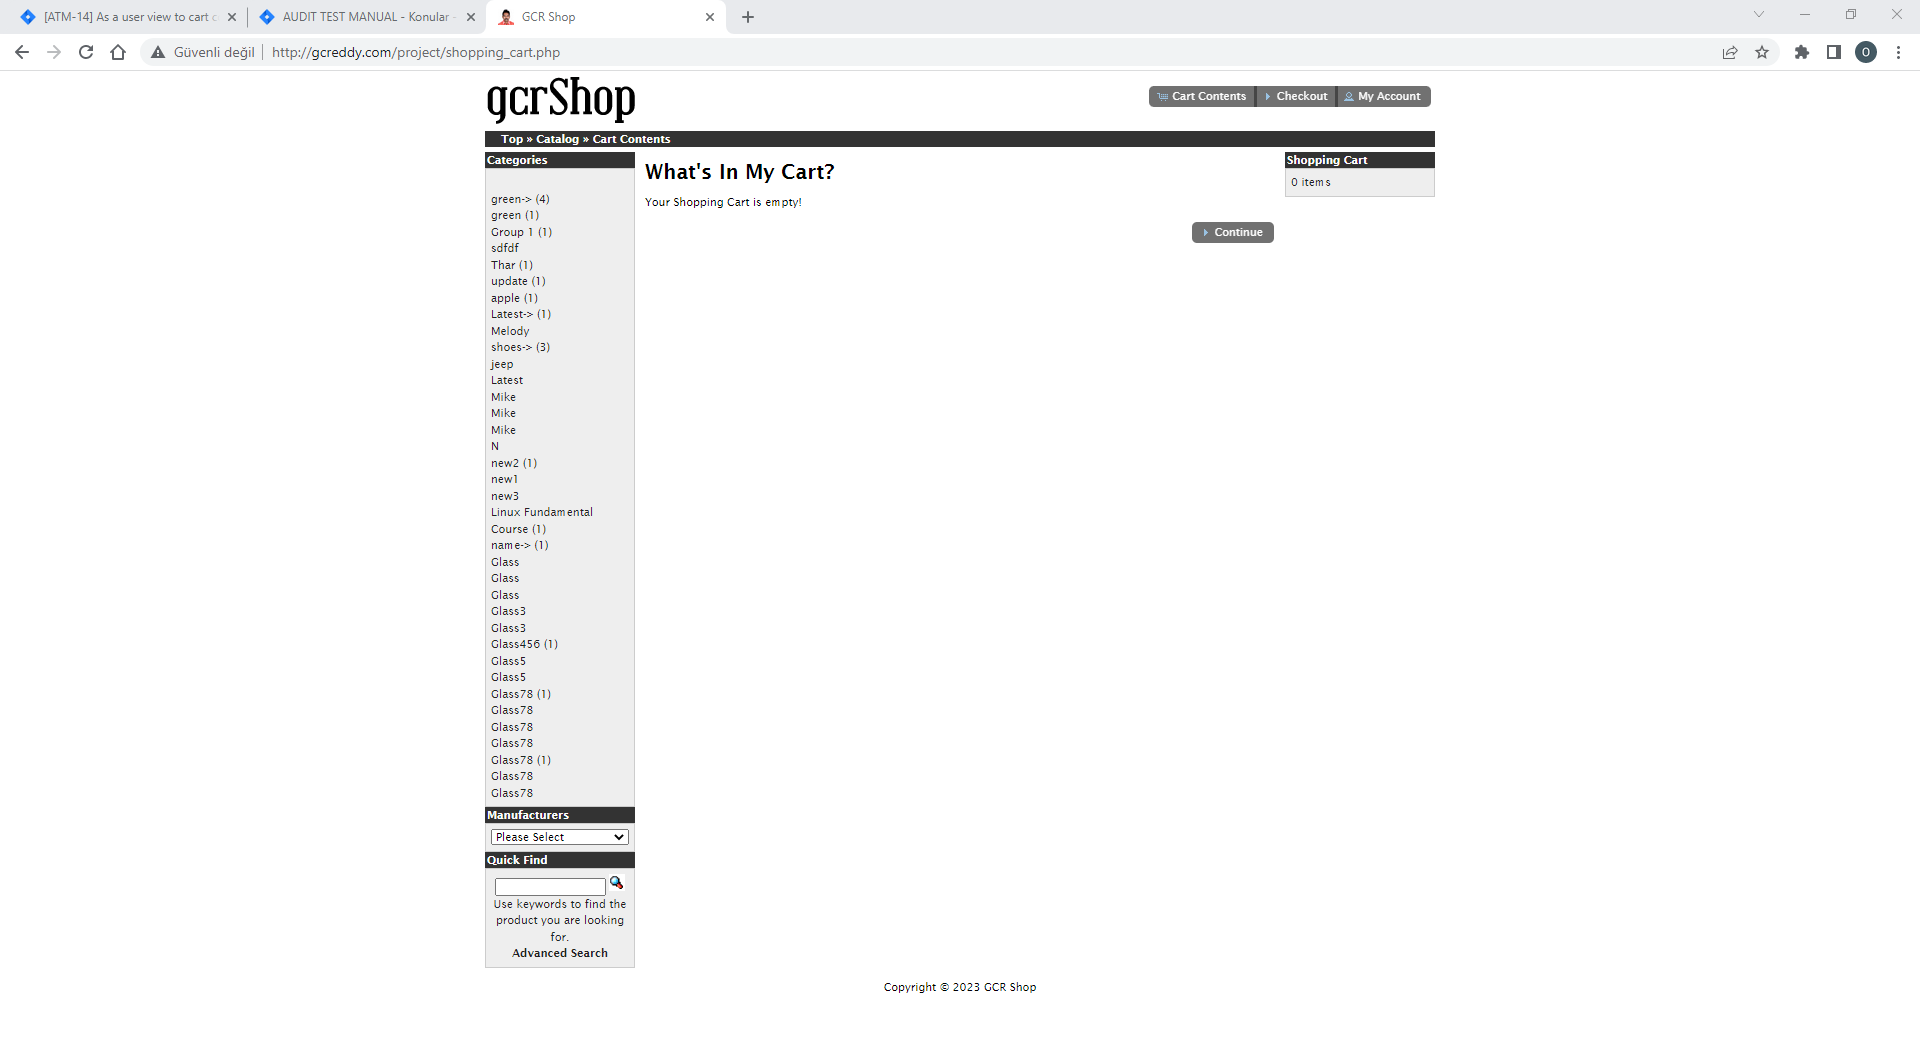 [ATM-14] As a user view to cart c
AUDIT TEST MANUAL - Konular -
GCR Shop
Güvenli değil
http://gcreddy.com/project/shopping_cart.php
O
gcrShop
Cart Contents
Checkout
My Account
Top » Catalog » Cart Contents
Categories
green-> (4)
green (1)
Group 1 (1)
sdfdf
Thar (1)
update (1)
apple (1)
Latest-> (1)
Melody
shoes-> (3)
jeep
Latest
Mike
Mike
Mike
N
new2 (1)
new1
new3
Linux Fundamental
Course (1)
name-> (1)
Glass
Glass
Glass
Glass3
Glass3
Glass456 (1)
Glass5
Glass5
Glass78 (1)
Glass78
Glass78
Glass78
Glass78 (1)
Glass78
Glass78
Manufacturers
Please Select
Quick Find
Use keywords to find the
product you are looking
for.
Advanced Search
What's In My Cart?
Your Shopping Cart is empty!
Continue
Shopping Cart
0 items
Copyright © 2023 GCR Shop